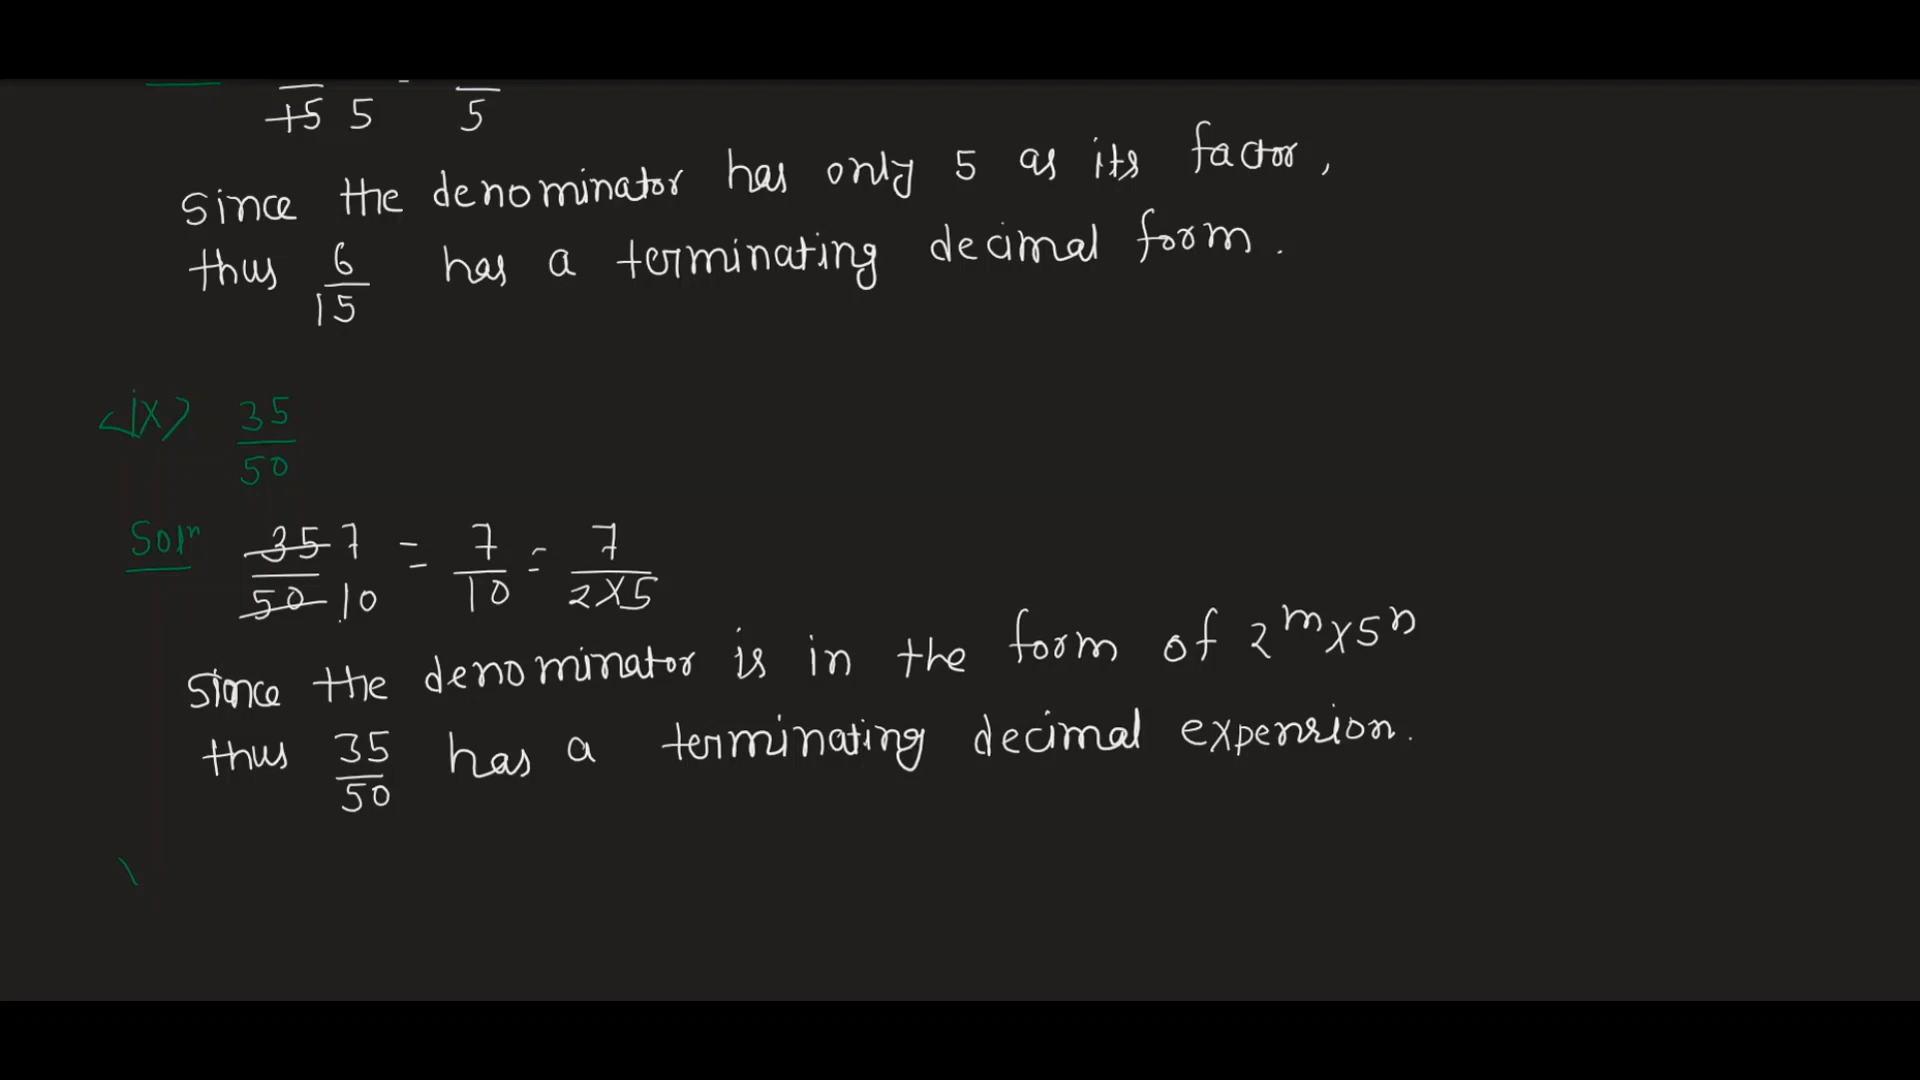 15 5 - 5
Since the denominator has only 5 as its factor,
thus 6/15 has a terminating decimal form.
<ix> 35/50
Soln 35 7/50 10 = 7/10 = 7/2×5
Since the denominator is in the form of 2^m×5^n
thus 35/50 has a terminating decimal expension.